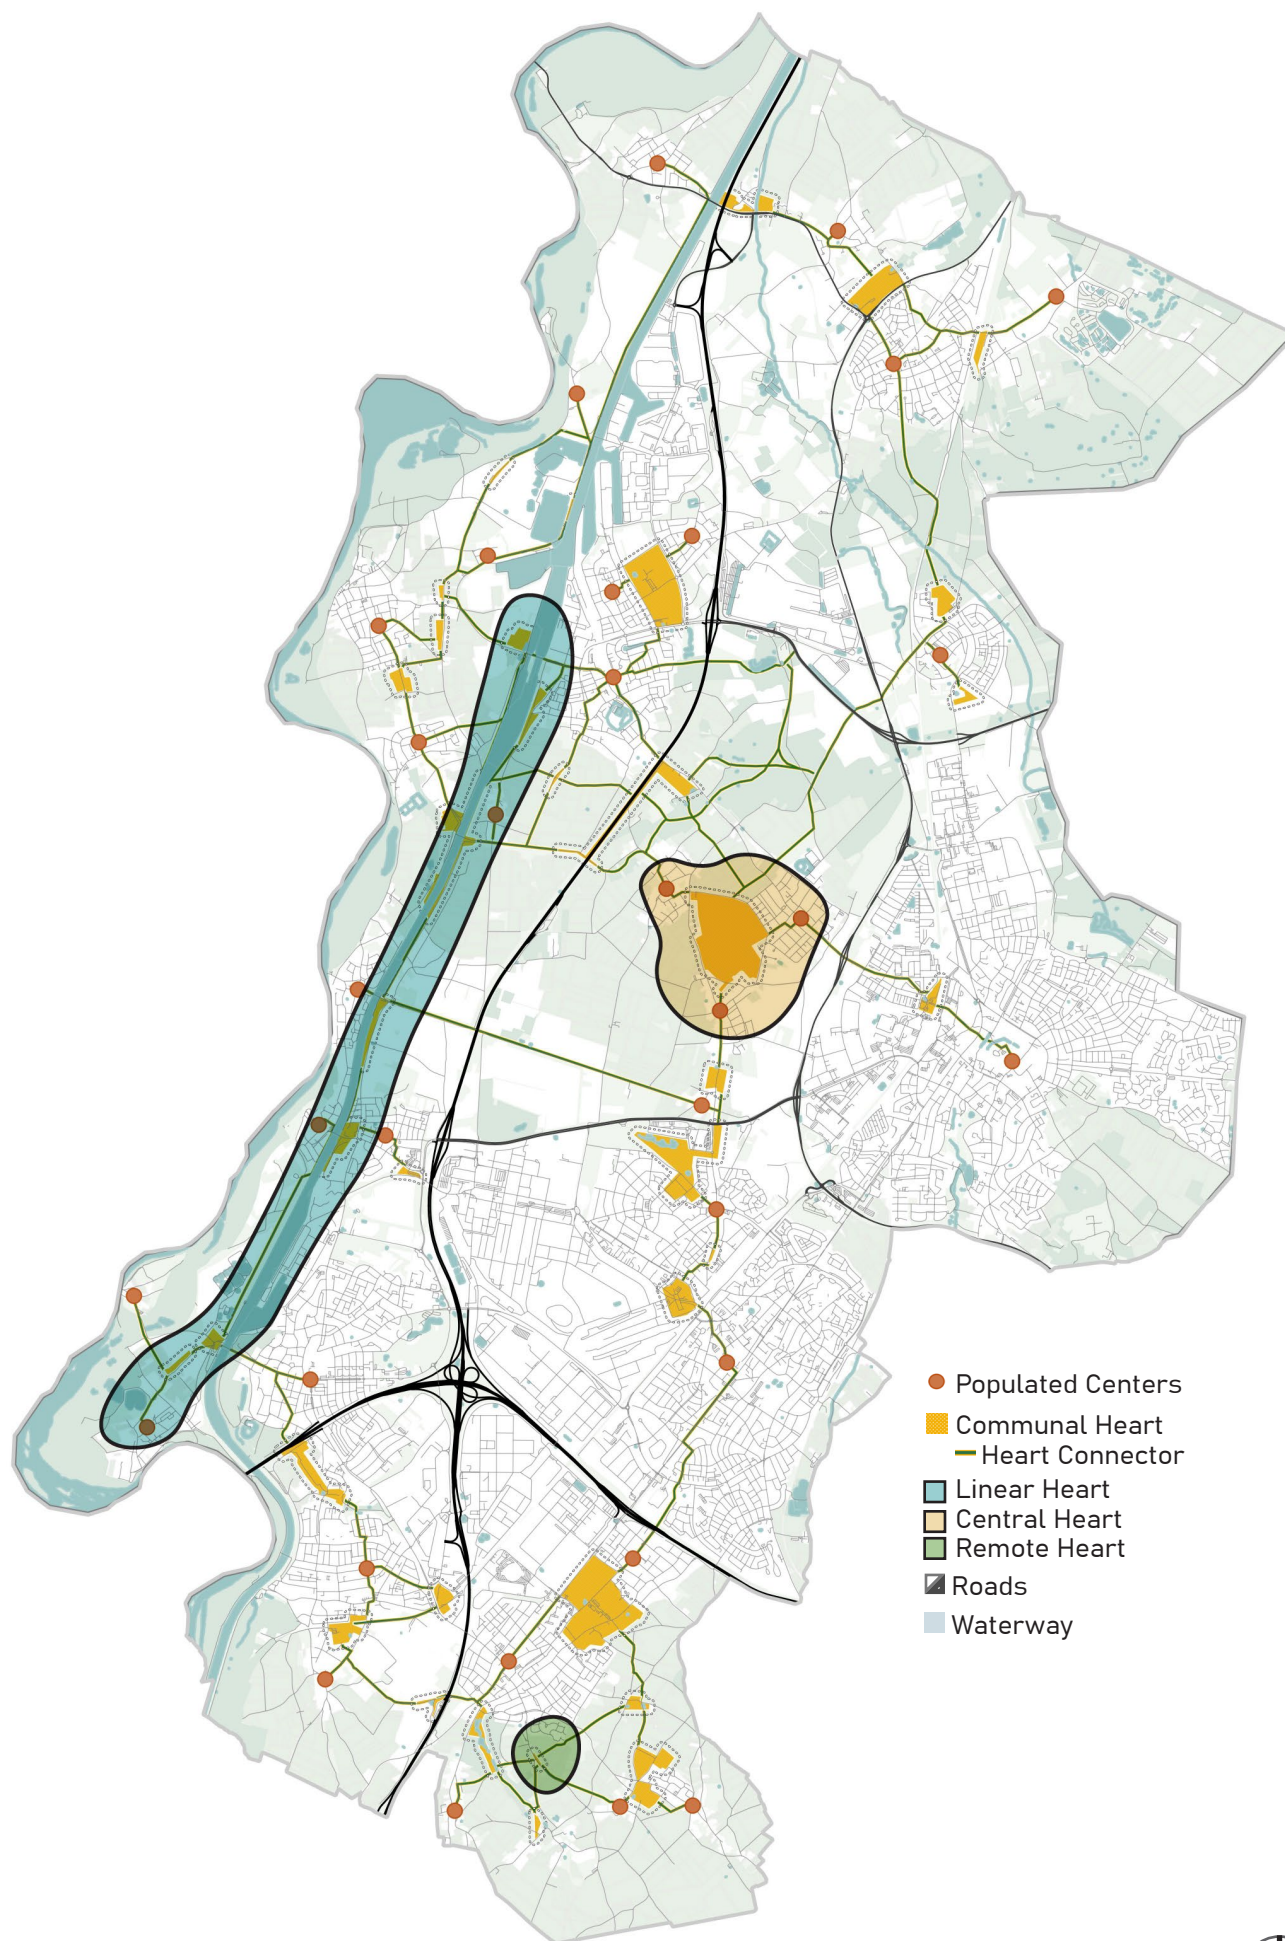 Populated Centers
Communal Heart
Heart Connector
Linear Heart
Central Heart
Remote Heart
Roads
Waterway